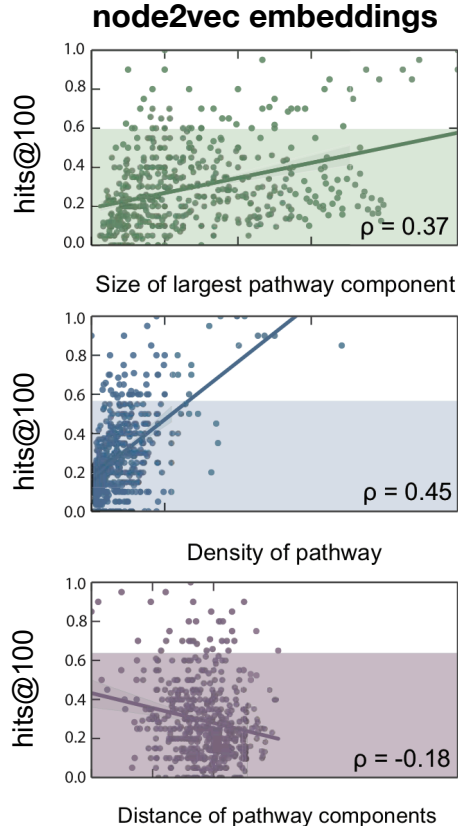 node2vec embeddings
hits@100
1.0
0.8
0.6
0.4
0.2
0.0
ρ = 0.37
Size of largest pathway component
hits@100
1.0
0.8
0.6
0.4
0.2
0.0
ρ = 0.45
Density of pathway
hits@100
1.0
0.8
0.6
0.4
0.2
0.0
ρ = -0.18
Distance of pathway components